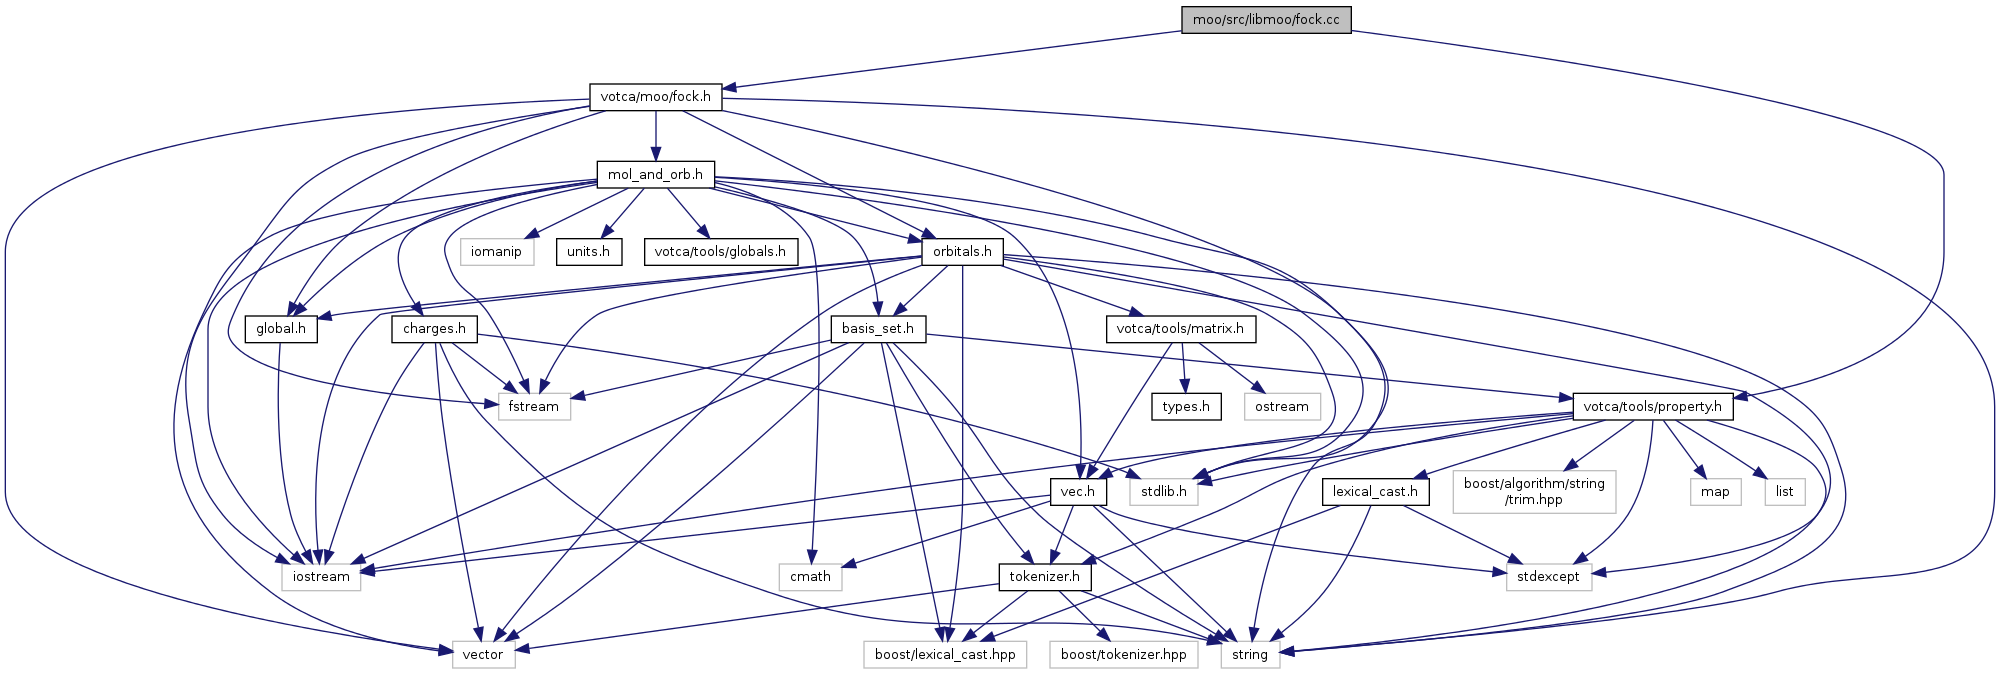 moo/src/libmoo/fock.cc
votca/moo/fock.h
mol_and_orb.h
iomanip
units.h
votca/tools/globals.h
orbitals.h
global.h
charges.h
basis_set.h
votca/tools/matrix.h
fstream
types.h
ostream
votca/tools/property.h
vec.h
stdlib.h
lexical_cast.h
boost/algorithm/string
/trim.hpp
map
list
iostream
cmath
tokenizer.h
stdexcept
vector
boost/lexical_cast.hpp
boost/tokenizer.hpp
string